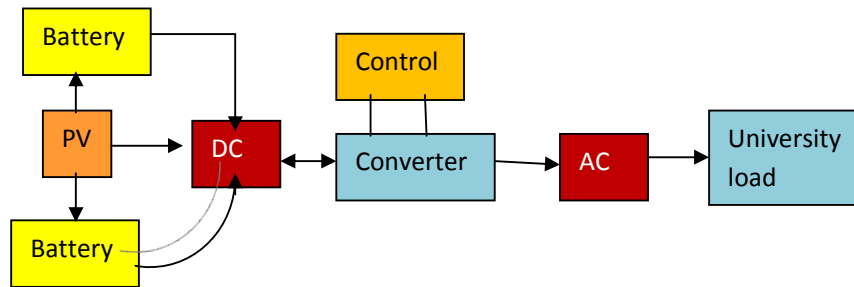 Battery
Control
PV
DC
Converter
AC
University
load
Battery